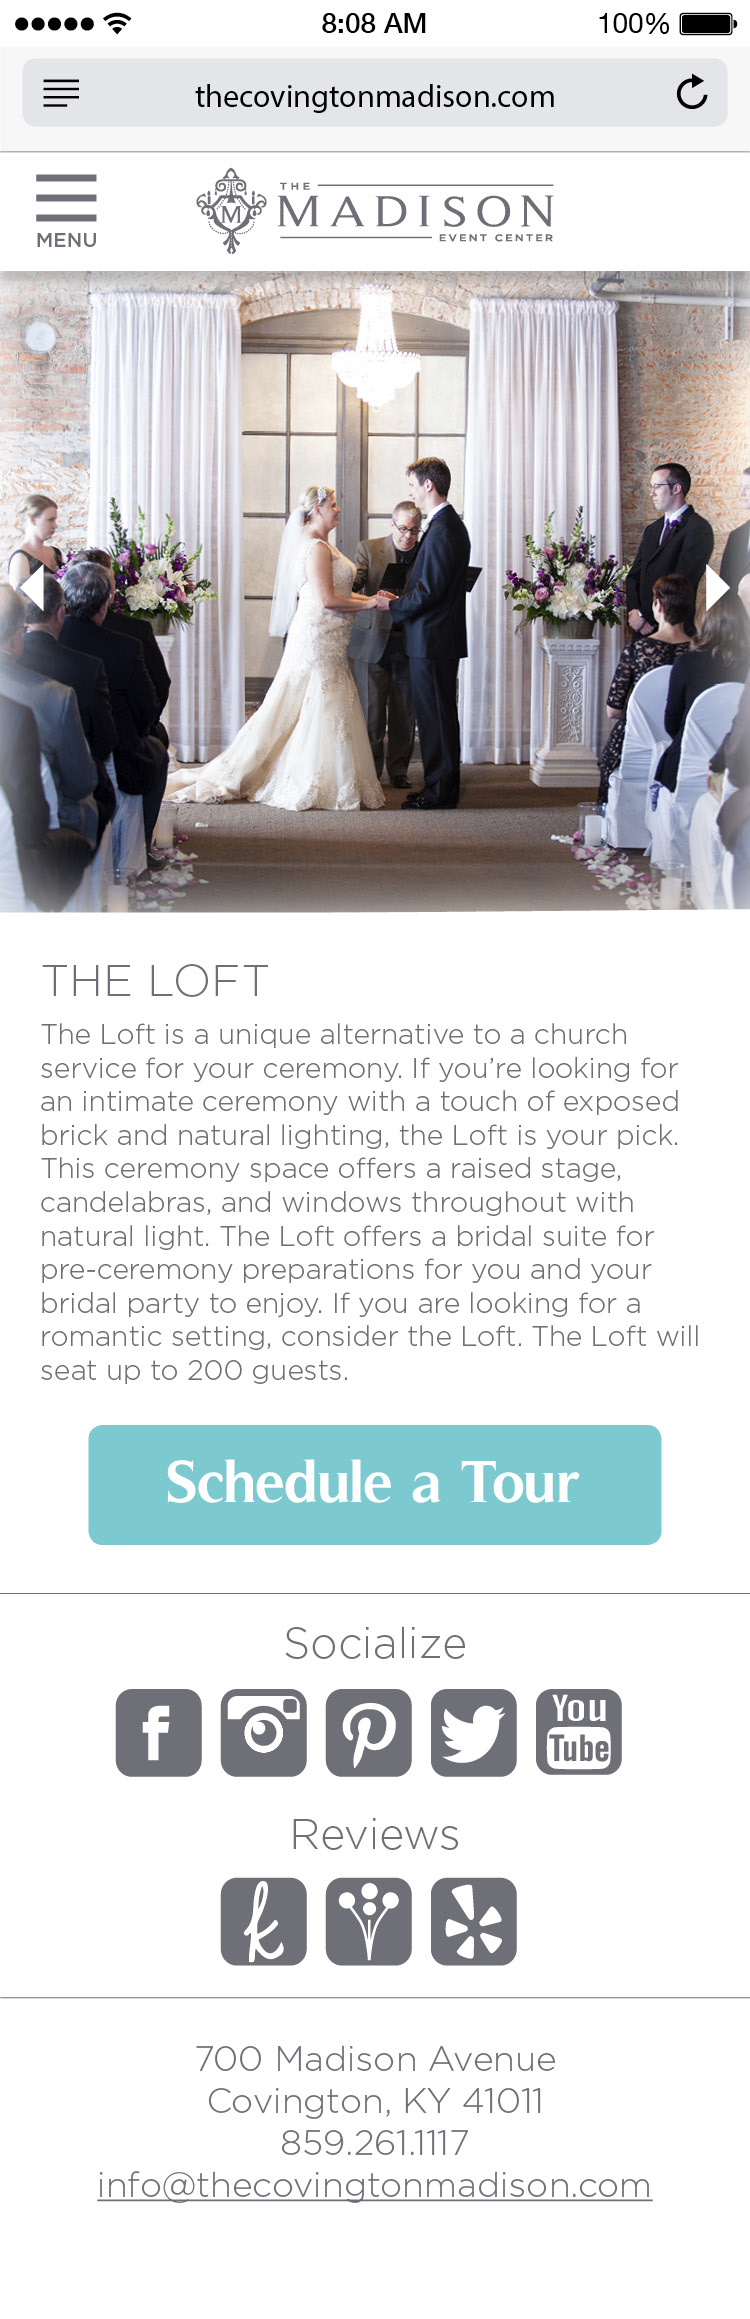 8:08 AM
100%
thecovingtonmadison.com
MENU
M
THE
MADISON
EVENT CENTER
THE LOFT
The Loft is a unique alternative to a church
service for your ceremony. If you’re looking for
an intimate ceremony with a touch of exposed
brick and natural lighting, the Loft is your pick.
This ceremony space offers a raised stage,
candelabras, and windows throughout with
natural light. The Loft offers a bridal suite for
pre-ceremony preparations for you and your
bridal party to enjoy. If you are looking for a
romantic setting, consider the Loft. The Loft will
seat up to 200 guests.
Schedule a Tour
Socialize
f
You
Tube
Reviews
k
700 Madison Avenue
Covington, KY 41011
859.261.1117
info@thecovingtonmadison.com